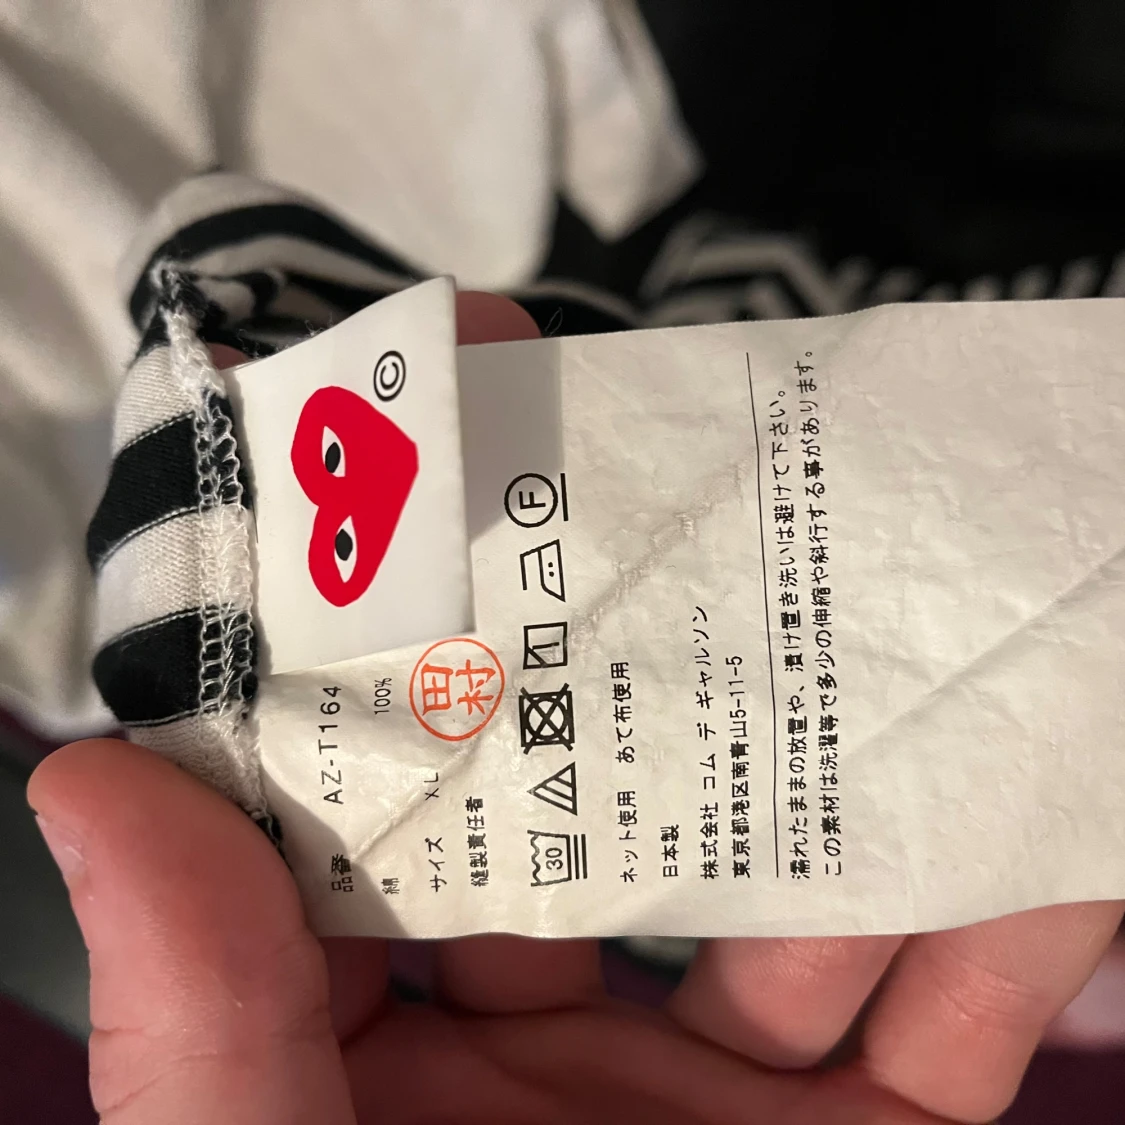 ©
品番 AZ-T164
綿 100%
サイズ XL
縫製責任者 田村
30 F
ネット使用 あて布使用
日本製
株式会社 コム デ ギャルソン
東京都港区南青山5-11-5
濡れたままの放置や、漬け置き洗いは避けて下さい。
この素材は洗濯等で多少の伸縮や斜行する事があります。